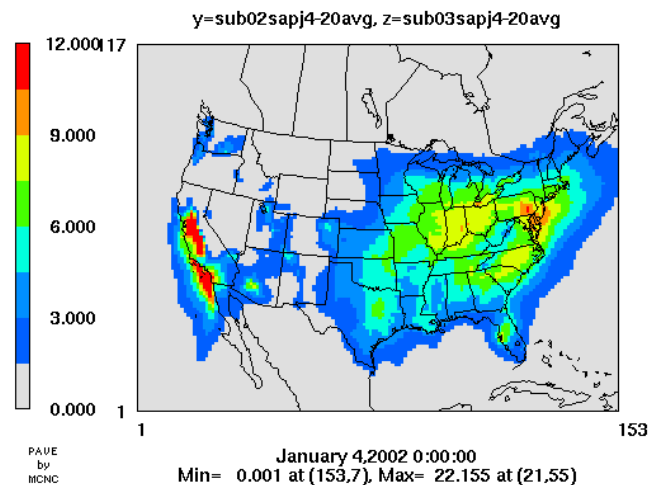 y=sub02sapj4-20avg, z=sub03sapj4-20avg
12.000
9.000
6.000
3.000
0.000
117
1
1
153
PAVE
by
MCNC
January 4,2002 0:00:00
Min= 0.001 at (153,7), Max= 22.155 at (21,55)